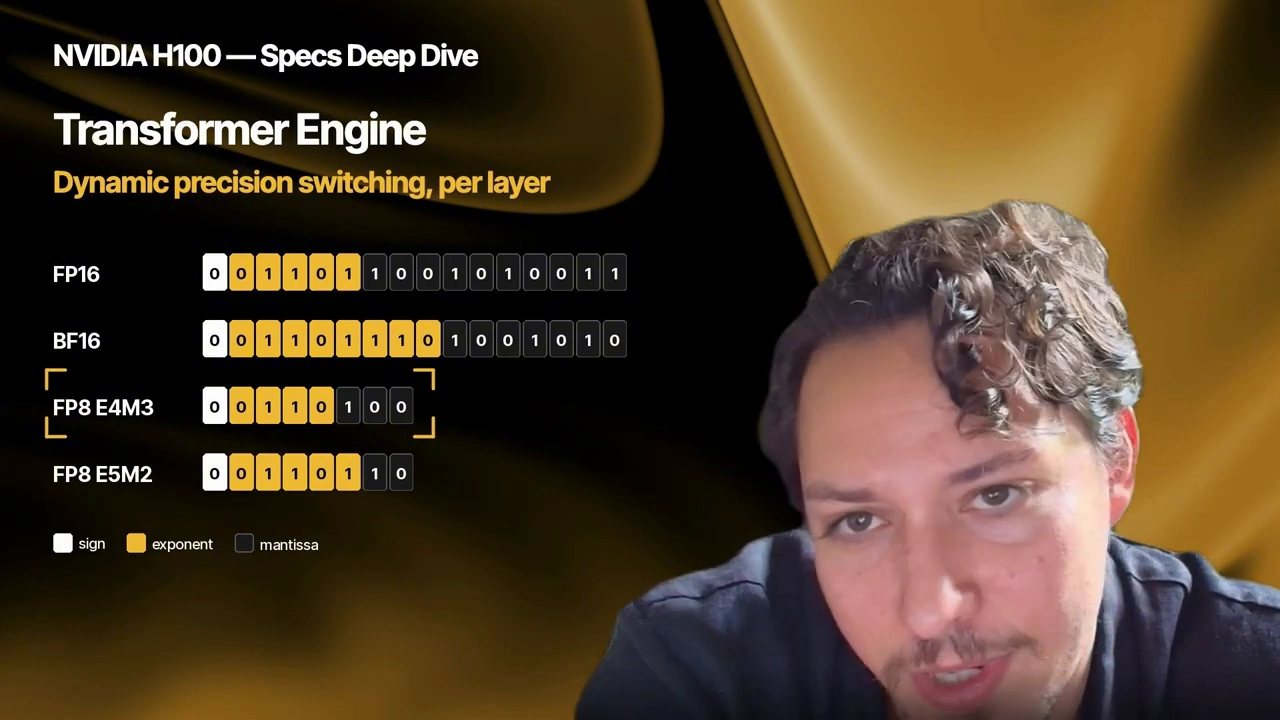 NVIDIA H100 — Specs Deep Dive
Transformer Engine
Dynamic precision switching, per layer
FP16 0 0 1 1 0 1 1 0 0 1 0 1 0 0 1 1
BF16 0 0 1 1 0 1 1 1 0 1 0 0 1 0 1 0
FP8 E4M3 0 0 1 1 0 1 0 0
FP8 E5M2 0 0 1 1 0 1 1 0
sign exponent mantissa